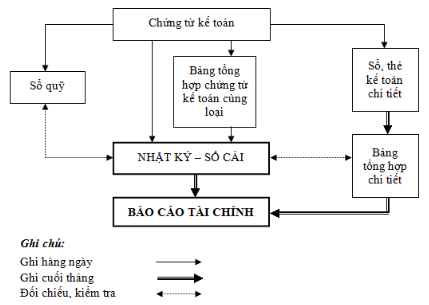 Chứng từ kế toán
Sổ quỹ
Bảng tổng
hợp chứng từ
kế toán cùng
loại
Sổ, thẻ
kế toán
chi tiết
NHẬT KÝ – SỔ CÁI
Bảng
tổng hợp
chi tiết
BÁO CÁO TÀI CHÍNH
Ghi chú:
Ghi hàng ngày
Ghi cuối tháng
Đối chiếu, kiểm tra